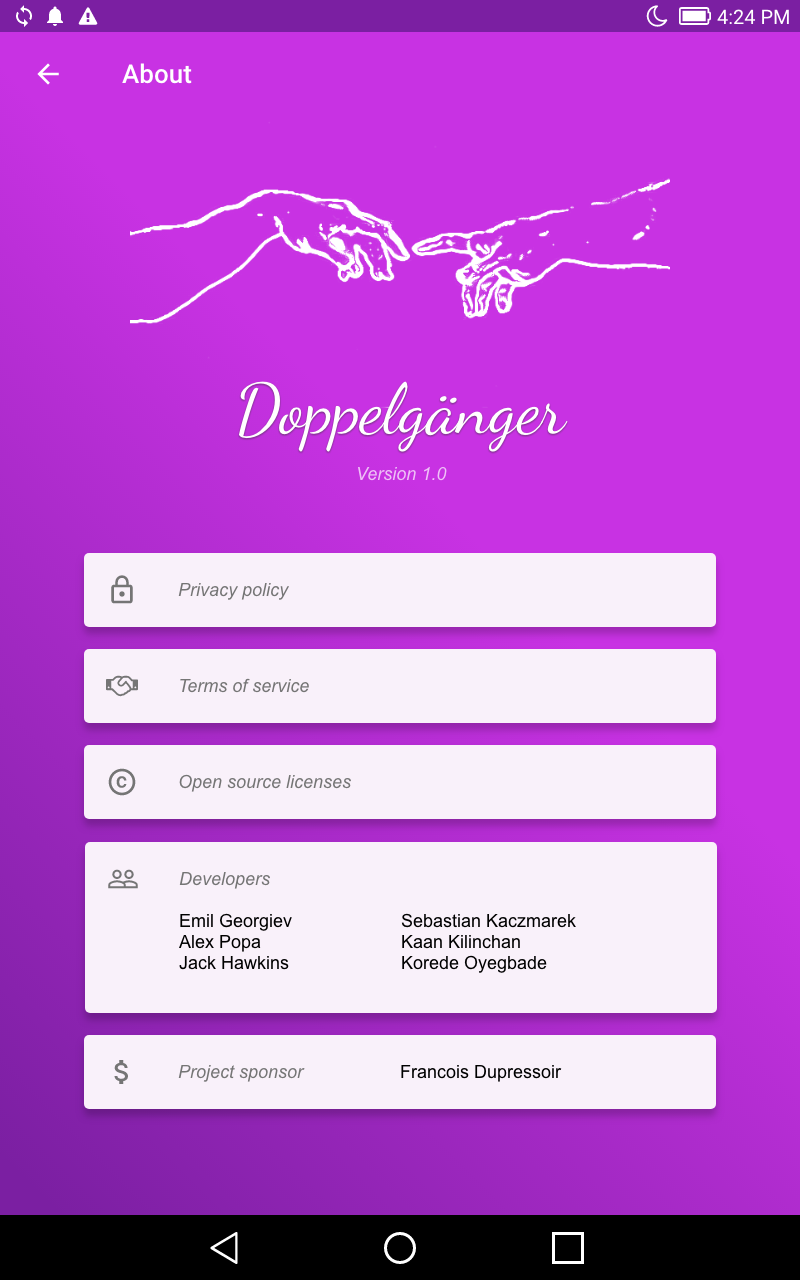 4:24 PM
About
Doppelgänger
Version 1.0
Privacy policy
Terms of service
Open source licenses
Developers
Emil Georgiev Sebastian Kaczmarek
Alex Popa Kaan Kilinchan
Jack Hawkins Korede Oyegbade
Project sponsor Francois Dupressoir